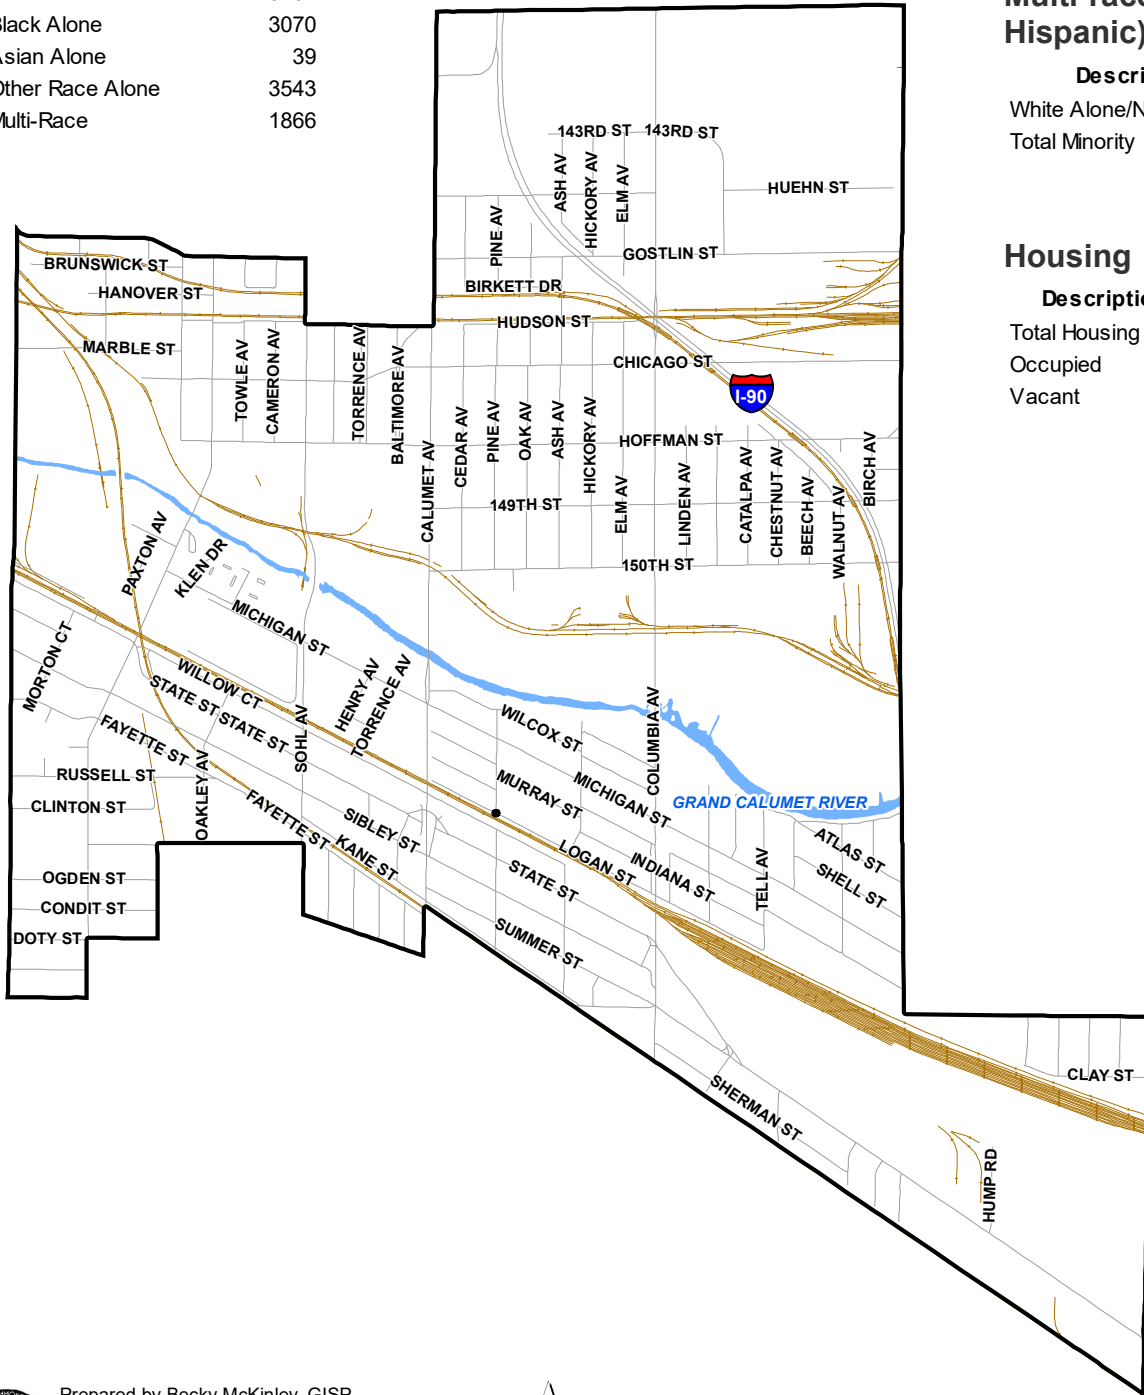 Black Alone 3070
Asian Alone 39
Other Race Alone 3543
Multi-Race 1866
Hispanic)
White Alone/N
Total Minority
Housing
Total Housing
Occupied
Vacant
143RD ST 143RD ST
ASH AV
HICKORY AV
ELM AV
HUEHN ST
PINE AV
GOSTLIN ST
BRUNSWICK ST
HANOVER ST
BIRKETT DR
HUDSON ST
MARBLE ST
CHICAGO ST
TOWLE AV
CAMERON AV
TORRENCE AV
BALTIMORE AV
I-90
CALUMET AV
CEDAR AV
PINE AV
OAK AV
ASH AV
HICKORY AV
HOFFMAN ST
ELM AV
LINDEN AV
CATALPA AV
CHESTNUT AV
BEECH AV
WALNUT AV
BIRCH AV
149TH ST
150TH ST
PAXTON AV
KLEN DR
MICHIGAN ST
MORTON CT
WILLOW CT
STATE ST STATE ST
HENRY AV
TORRENCE AV
SOHL AV
FAYETTE ST
WILCOX ST
COLUMBIA AV
RUSSELL ST
OAKLEY AV
CLINTON ST
FAYETTE ST
SIBLEY ST
KANE ST
MURRAY ST
MICHIGAN ST
GRAND CALUMET RIVER
ATLAS ST
SHELL ST
LOGAN ST
INDIANA ST
TELL AV
STATE ST
OGDEN ST
CONDIT ST
DOTY ST
SUMMER ST
CLAY ST
SHERMAN ST
HUMP RD
Prepared by Becky McKinley, GISP